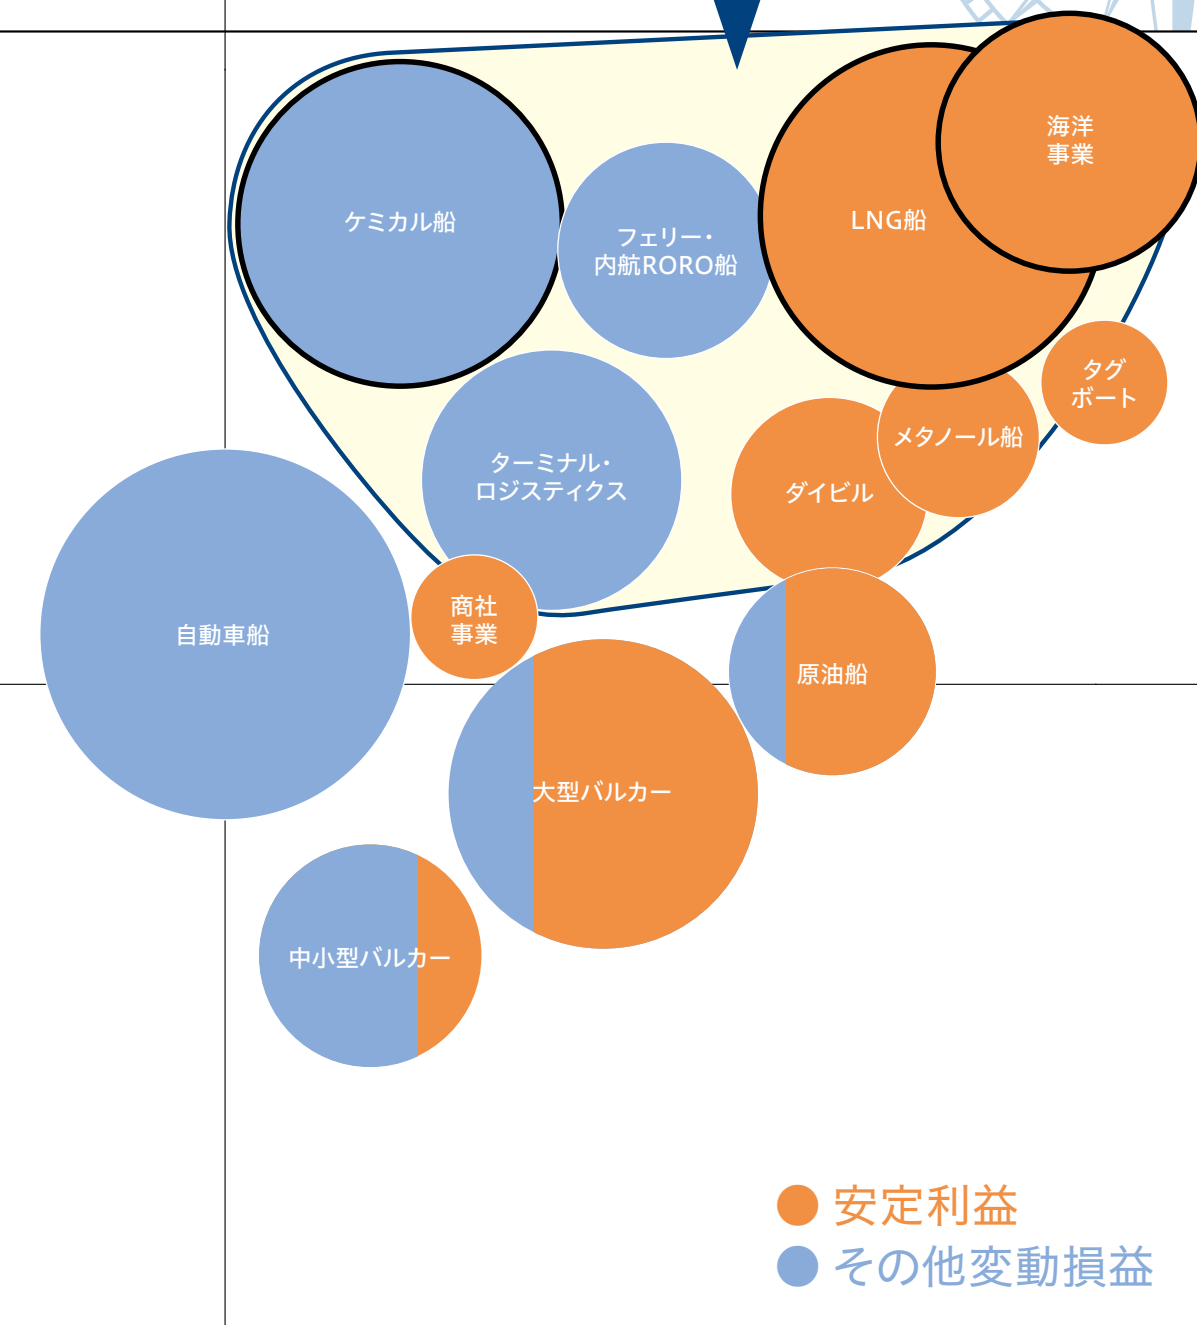 海洋
事業
ケミカル船
LNG船
フェリー・
内航RORO船
タグ
ボート
メタノール船
ターミナル・
ロジスティクス
ダイビル
商社
事業
自動車船
原油船
大型バルカー
中小型バルカー
安定利益
その他変動損益